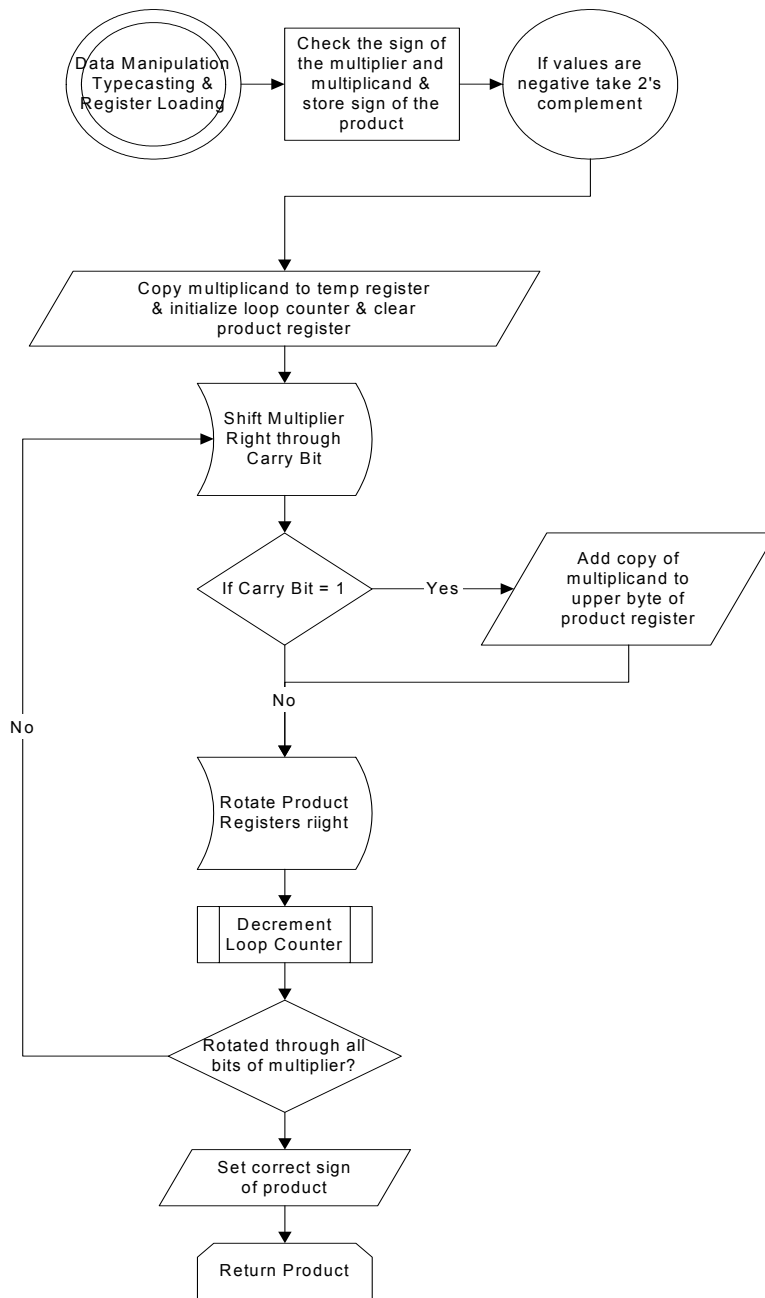 Data Manipulation
Typecasting &
Register Loading
Check the sign of
the multiplier and
multiplicand &
store sign of the
product
If values are
negative take 2's
complement
Copy multiplicand to temp register
& initialize loop counter & clear
product register
Shift Multiplier
Right through
Carry Bit
If Carry Bit = 1
Yes
Add copy of
multiplicand to
upper byte of
product register
No
No
Rotate Product
Registers riight
Decrement
Loop Counter
Rotated through all
bits of multiplier?
Set correct sign
of product
Return Product